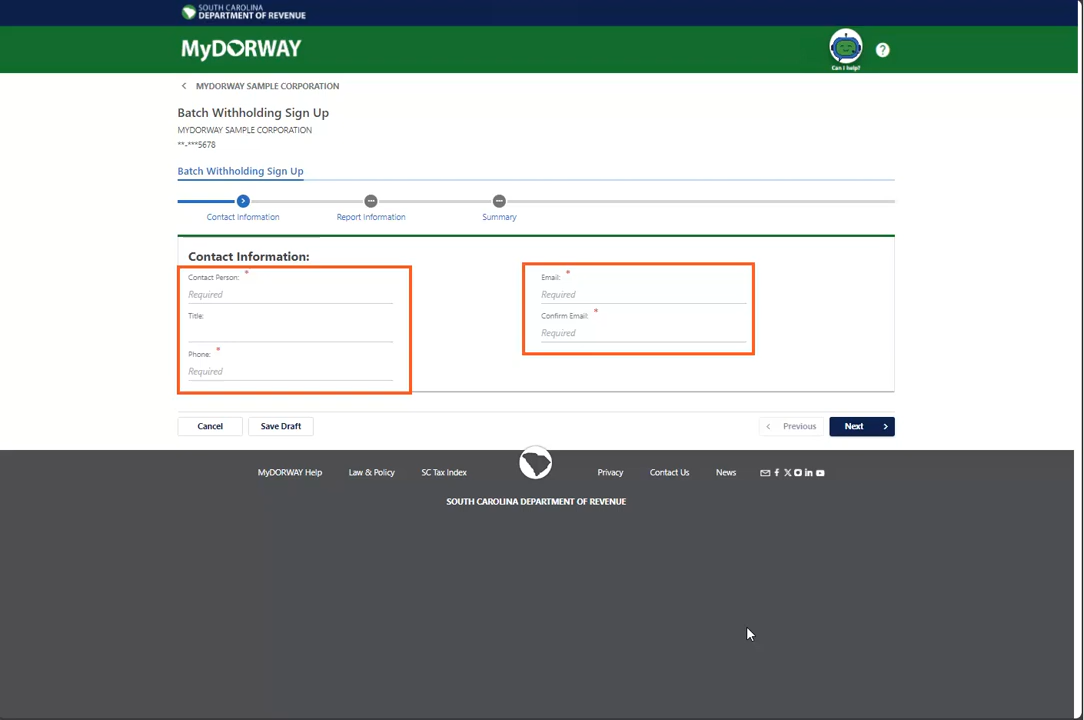 SOUTH CAROLINA
DEPARTMENT OF REVENUE
MyDORWAY
Can I help?
?
MYDORWAY SAMPLE CORPORATION
Batch Withholding Sign Up
MYDORWAY SAMPLE CORPORATION
**-***5678
Batch Withholding Sign Up
Contact Information Report Information Summary
Contact Information:
Contact Person: *
Required
Title:
Phone: *
Required
Email: *
Required
Confirm Email: *
Required
Cancel Save Draft < Previous Next >
MyDORWAY Help Law & Policy SC Tax Index Privacy Contact Us News
SOUTH CAROLINA DEPARTMENT OF REVENUE